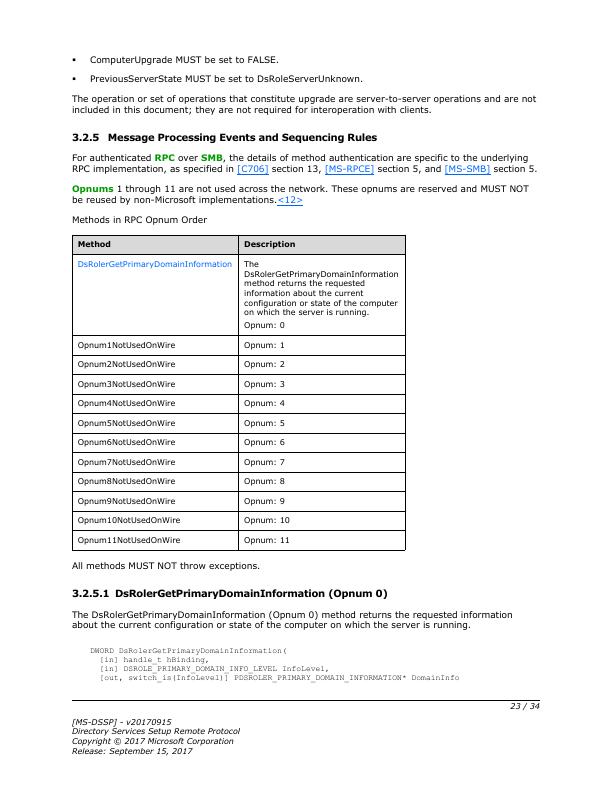 ▪ ComputerUpgrade MUST be set to FALSE.
▪ PreviousServerState MUST be set to DsRoleServerUnknown.
The operation or set of operations that constitute upgrade are server-to-server operations and are not
included in this document; they are not required for interoperation with clients.
3.2.5 Message Processing Events and Sequencing Rules
For authenticated RPC over SMB, the details of method authentication are specific to the underlying
RPC implementation, as specified in [C706] section 13, [MS-RPCE] section 5, and [MS-SMB] section 5.
Opnums 1 through 11 are not used across the network. These opnums are reserved and MUST NOT
be reused by non-Microsoft implementations.<12>
Methods in RPC Opnum Order
Method Description
DsRolerGetPrimaryDomainInformation The
DsRolerGetPrimaryDomainInformation
method returns the requested
information about the current
configuration or state of the computer
on which the server is running.
Opnum: 0
Opnum1NotUsedOnWire Opnum: 1
Opnum2NotUsedOnWire Opnum: 2
Opnum3NotUsedOnWire Opnum: 3
Opnum4NotUsedOnWire Opnum: 4
Opnum5NotUsedOnWire Opnum: 5
Opnum6NotUsedOnWire Opnum: 6
Opnum7NotUsedOnWire Opnum: 7
Opnum8NotUsedOnWire Opnum: 8
Opnum9NotUsedOnWire Opnum: 9
Opnum10NotUsedOnWire Opnum: 10
Opnum11NotUsedOnWire Opnum: 11
All methods MUST NOT throw exceptions.
3.2.5.1 DsRolerGetPrimaryDomainInformation (Opnum 0)
The DsRolerGetPrimaryDomainInformation (Opnum 0) method returns the requested information
about the current configuration or state of the computer on which the server is running.
DWORD DsRolerGetPrimaryDomainInformation(
[in] handle_t hBinding,
[in] DSROLE_PRIMARY_DOMAIN_INFO_LEVEL InfoLevel,
[out, switch_is(InfoLevel)] PDSROLER_PRIMARY_DOMAIN_INFORMATION* DomainInfo
23 / 34
[MS-DSSP] - v20170915
Directory Services Setup Remote Protocol
Copyright © 2017 Microsoft Corporation
Release: September 15, 2017